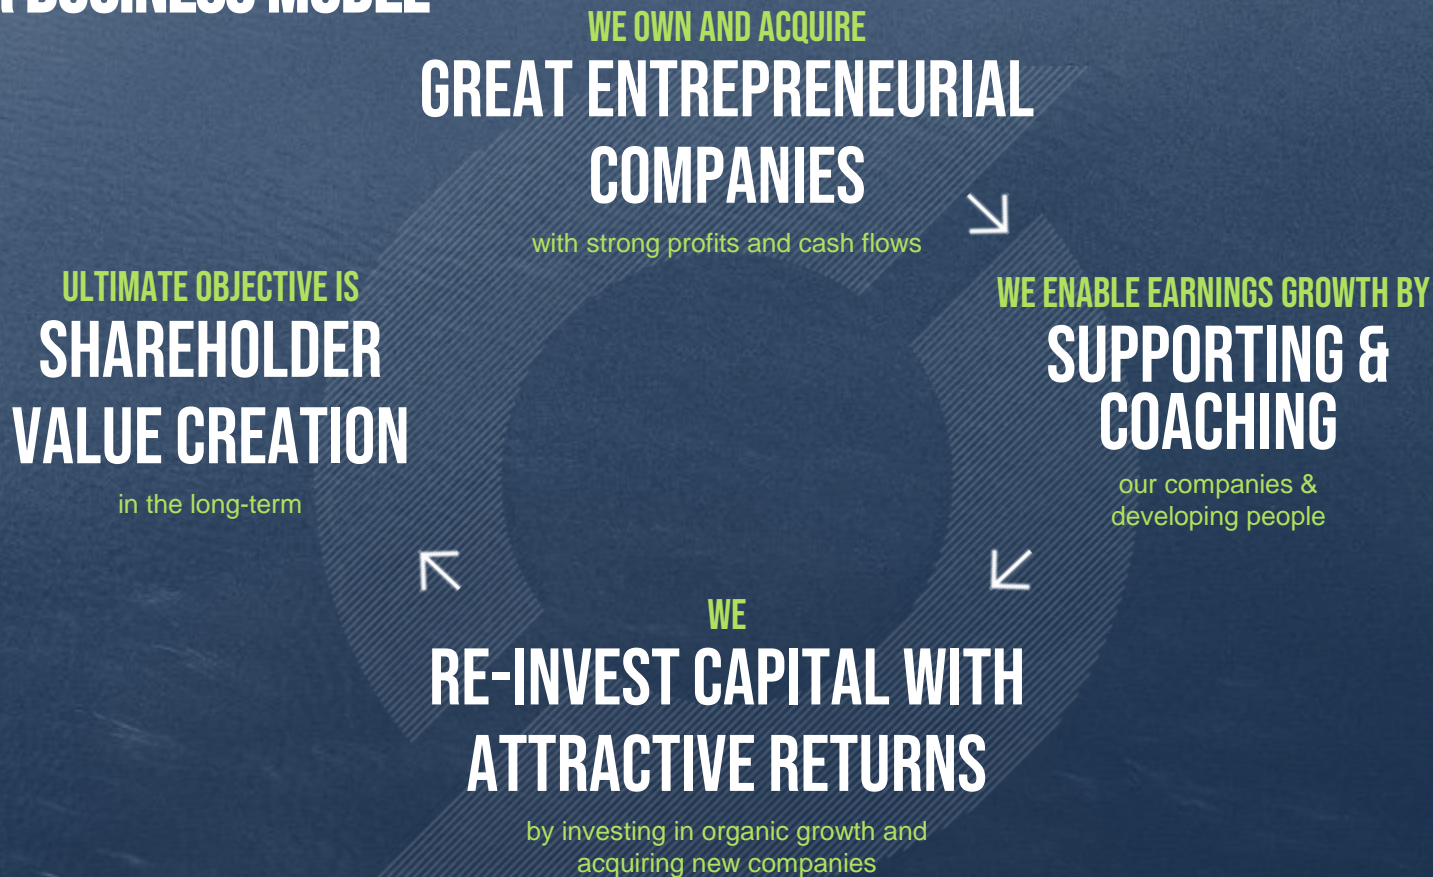 BUSINESS MODEL
WE OWN AND ACQUIRE
GREAT ENTREPRENEURIAL
COMPANIES
with strong profits and cash flows
WE ENABLE EARNINGS GROWTH BY
SUPPORTING &
COACHING
our companies &
developing people
WE
RE-INVEST CAPITAL WITH
ATTRACTIVE RETURNS
by investing in organic growth and
acquiring new companies
ULTIMATE OBJECTIVE IS
SHAREHOLDER
VALUE CREATION
in the long-term